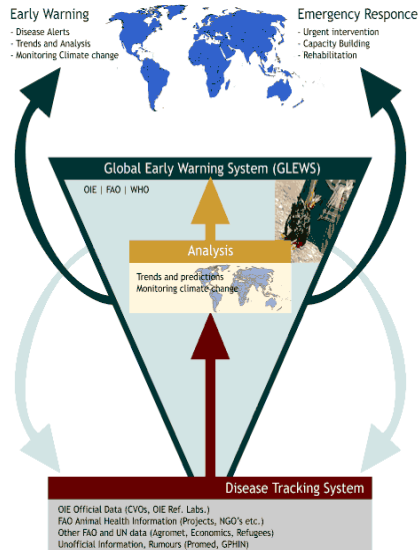 Early Warning
- Disease Alerts
- Trends and Analysis
- Monitoring Climate change
Emergency Responce
- Urgent intervention
- Capacity Building
- Rehabilitation
Global Early Warning System (GLEWS)
OIE | FAO | WHO
Analysis
Trends and predictions
Monitoring climate change
Disease Tracking System
OIE Official Data (CVOs, OIE Ref. Labs.)
FAO Animal Health Information (Projects, NGO's etc.)
Other FAO and UN data (Agromet, Economics, Refugees)
Unofficial Information, Rumours (Promed, GPHIN)